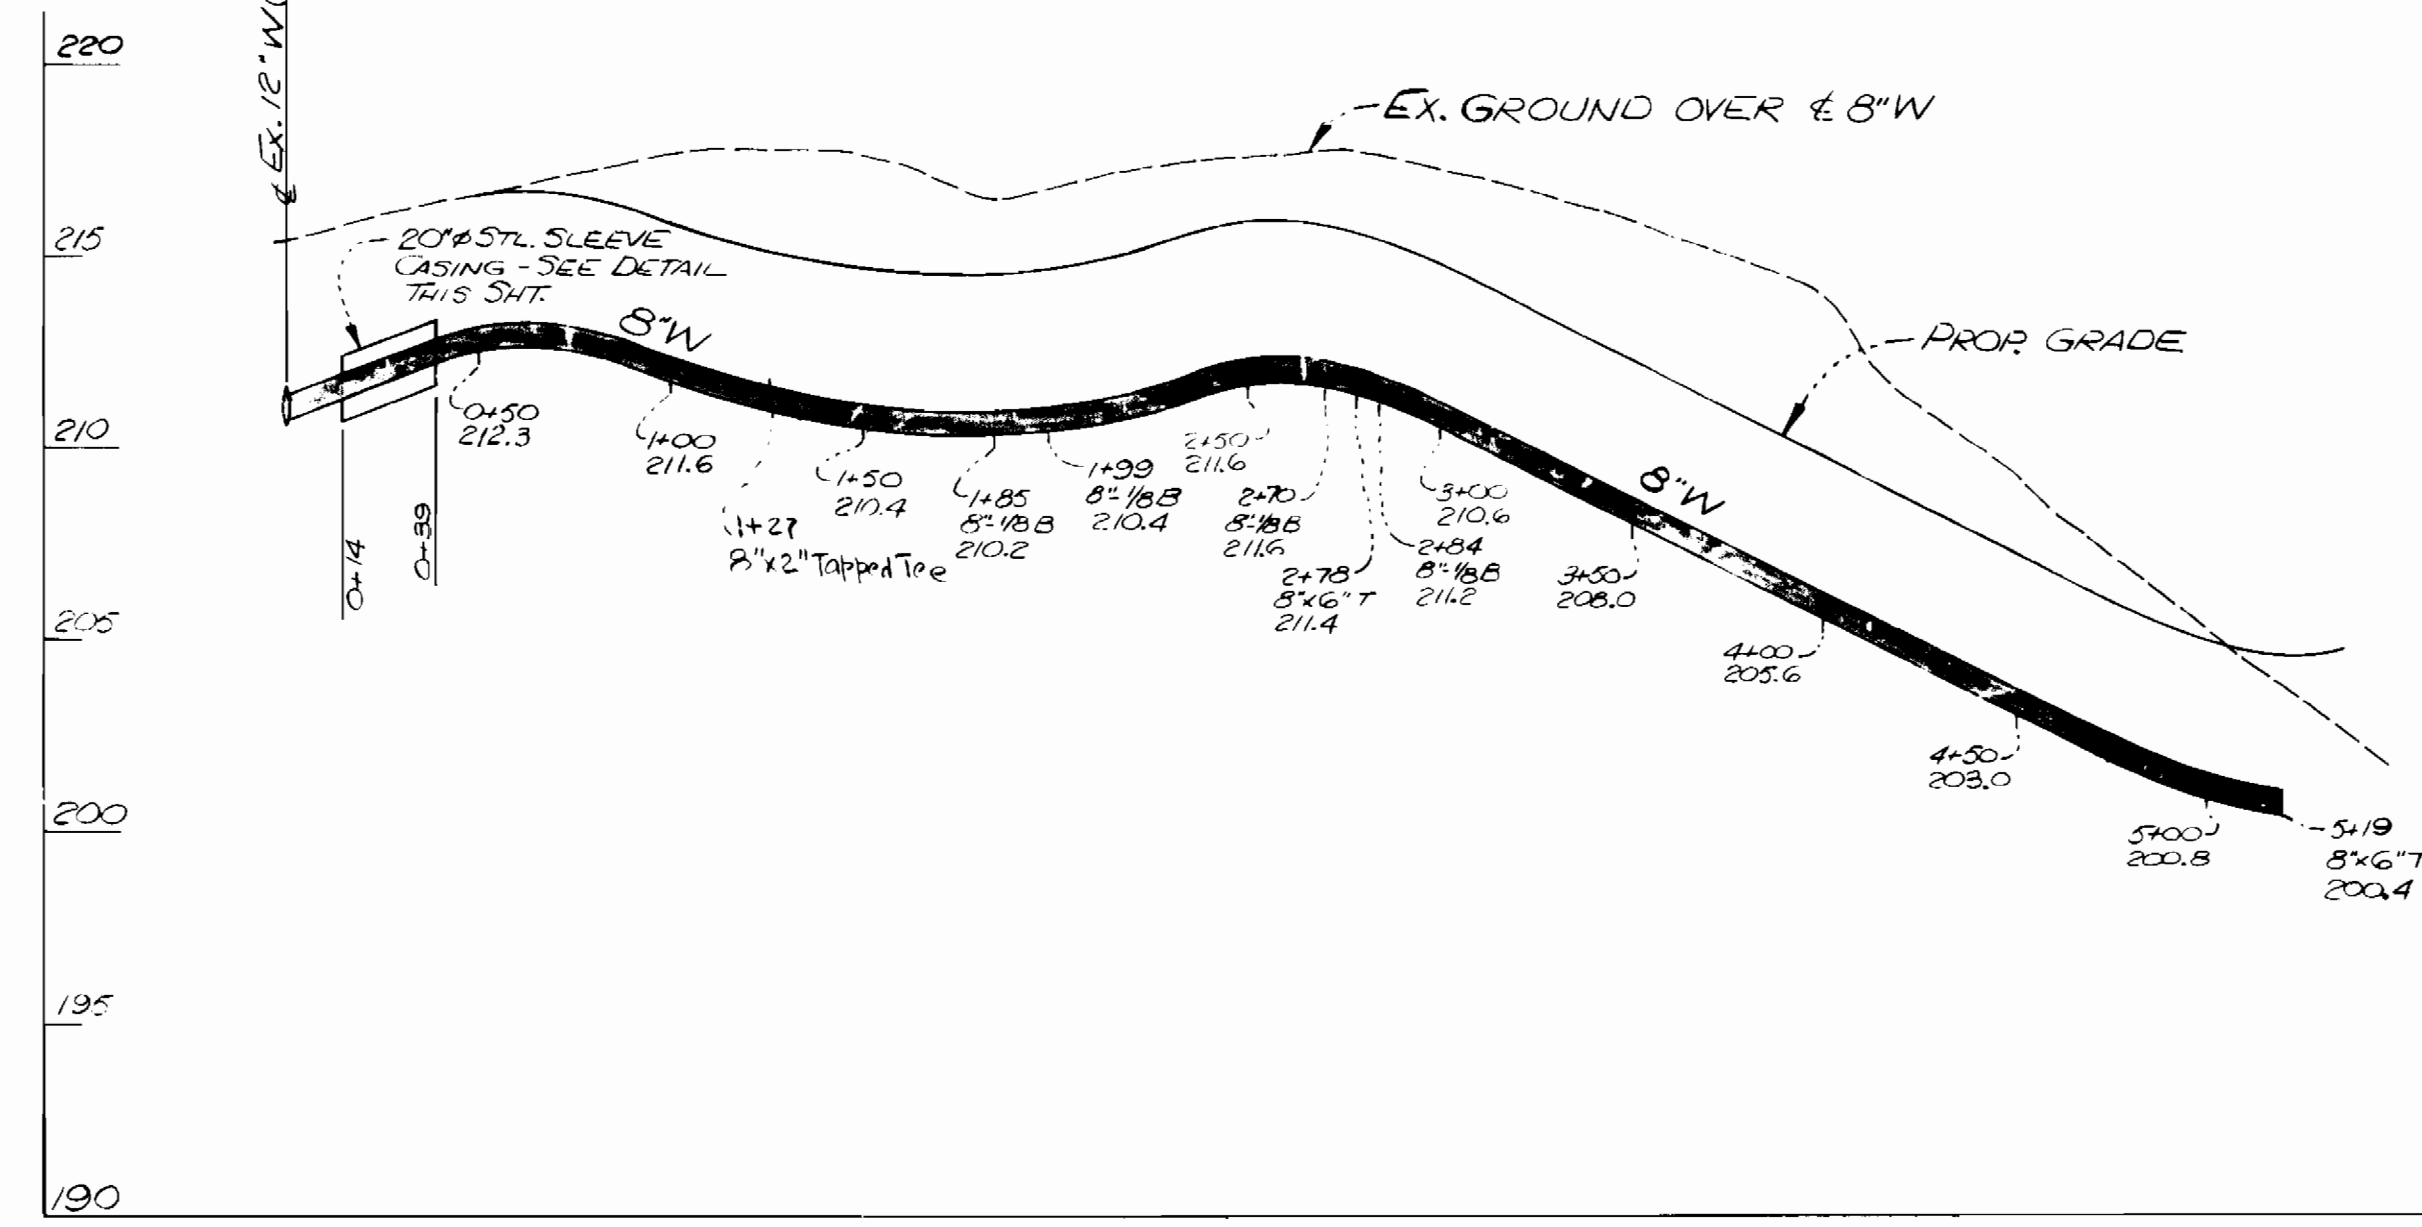 220
215
210
205
200
195
190
℄ Ex. 12" W
EX. GROUND OVER ℄ 8"W
20"⌀ STL. SLEEVE
CASING - SEE DETAIL
THIS SHT.
8"W
PROP. GRADE
0+14
0+39
0+50
212.3
1+00
211.6
1+27
8"x2" Tapped Tee
1+50
210.4
1+85
8"-1/8 B
210.2
1+99
8"-1/8 B
210.4
2+50
211.6
2+70
8"-1/8 B
211.6
2+78
8"x6" T
211.4
2+84
8"-1/8 B
211.2
3+00
210.6
8"W
3+50
208.0
4+00
205.6
4+50
203.0
5+00
200.8
5+19
8"x6" T
200.4